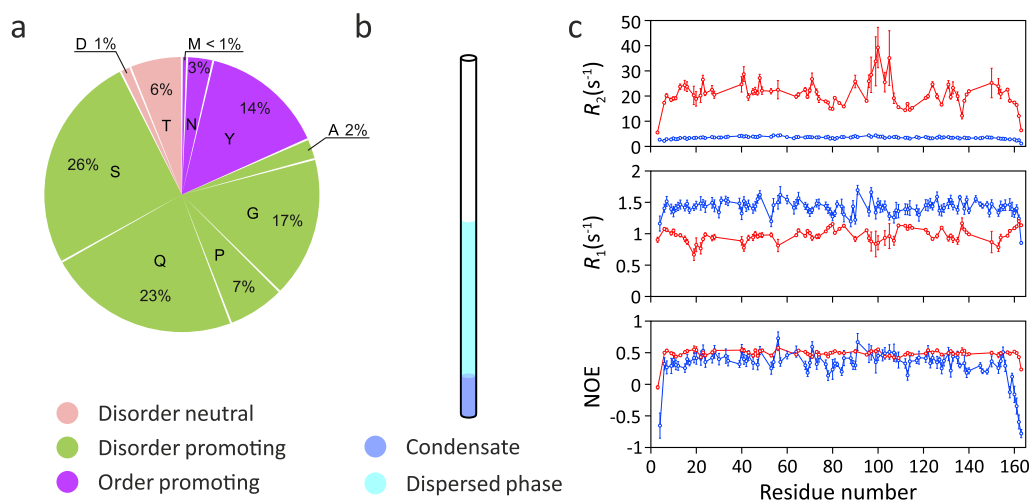 a
b
c
D 1%
M < 1%
6%
3%
14%
T
N
Y
A 2%
26%
S
G
17%
Q
P
23%
7%
Disorder neutral
Disorder promoting
Order promoting
Condensate
Dispersed phase
50
40
30
20
10
0
R2(s-1)
2
1.5
1
0.5
0
R1(s-1)
1
0.5
0
-0.5
-1
NOE
0 20 40 60 80 100 120 140 160
Residue number